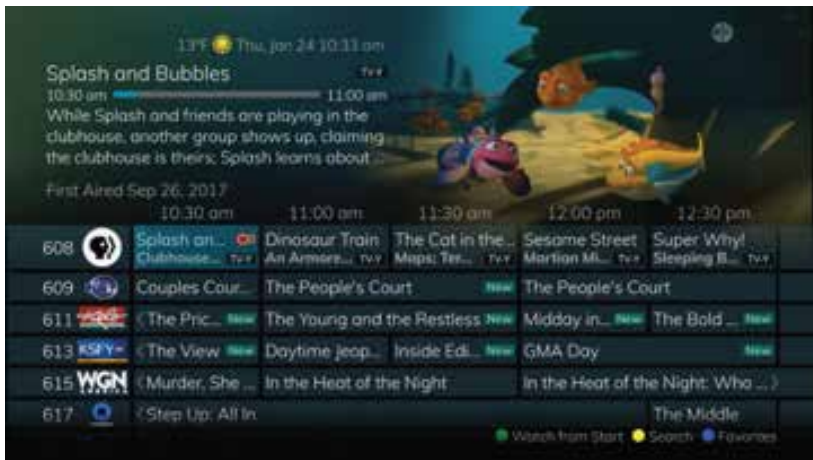 13°F Thu, Jan 24 10:33 am
Splash and Bubbles TV-Y
10:30 am 11:00 am
While Splash and friends are playing in the
clubhouse, another group shows up, claiming
the clubhouse is theirs; Splash learns about ...
First Aired Sep 26, 2017
10:30 am 11:00 am 11:30 am 12:00 pm 12:30 pm
608 Splash an... Dinosaur Train The Cat in the... Sesame Street Super Why!
Clubhouse... TV-Y An Armore... TV-Y Maps; Ter... TV-Y Martian Mi... TV-Y Sleeping B... TV-Y
609 Couples Cour... The People's Court New The People's Court
611 The Pric... New The Young and the Restless New Midday in... New The Bold ... New
613 KSFY The View New Daytime Jeop... Inside Edi... New GMA Day New
615 WGN Murder, She ... In the Heat of the Night In the Heat of the Night: Who ...
617 Step Up: All In The Middle
Watch from Start Search Favorites